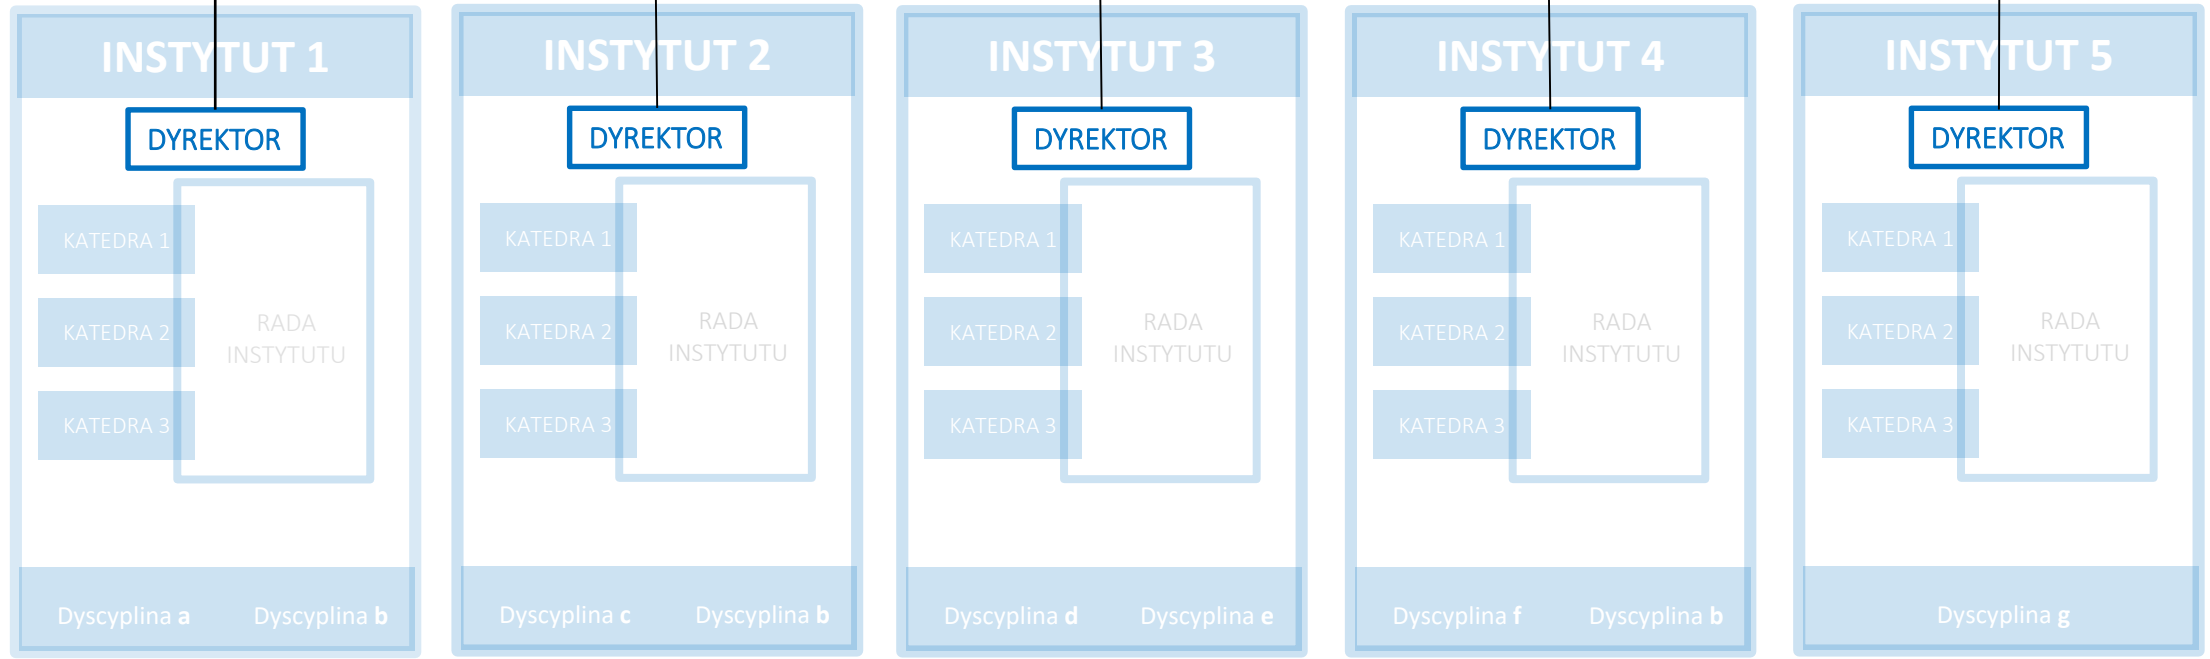 INSTYTUT 1
DYREKTOR
KATEDRA 1
KATEDRA 2
KATEDRA 3
RADA
INSTYTUTU
Dyscyplina a Dyscyplina b
INSTYTUT 2
DYREKTOR
KATEDRA 1
KATEDRA 2
KATEDRA 3
RADA
INSTYTUTU
Dyscyplina c Dyscyplina b
INSTYTUT 3
DYREKTOR
KATEDRA 1
KATEDRA 2
KATEDRA 3
RADA
INSTYTUTU
Dyscyplina d Dyscyplina e
INSTYTUT 4
DYREKTOR
KATEDRA 1
KATEDRA 2
KATEDRA 3
RADA
INSTYTUTU
Dyscyplina f Dyscyplina b
INSTYTUT 5
DYREKTOR
KATEDRA 1
KATEDRA 2
KATEDRA 3
RADA
INSTYTUTU
Dyscyplina g